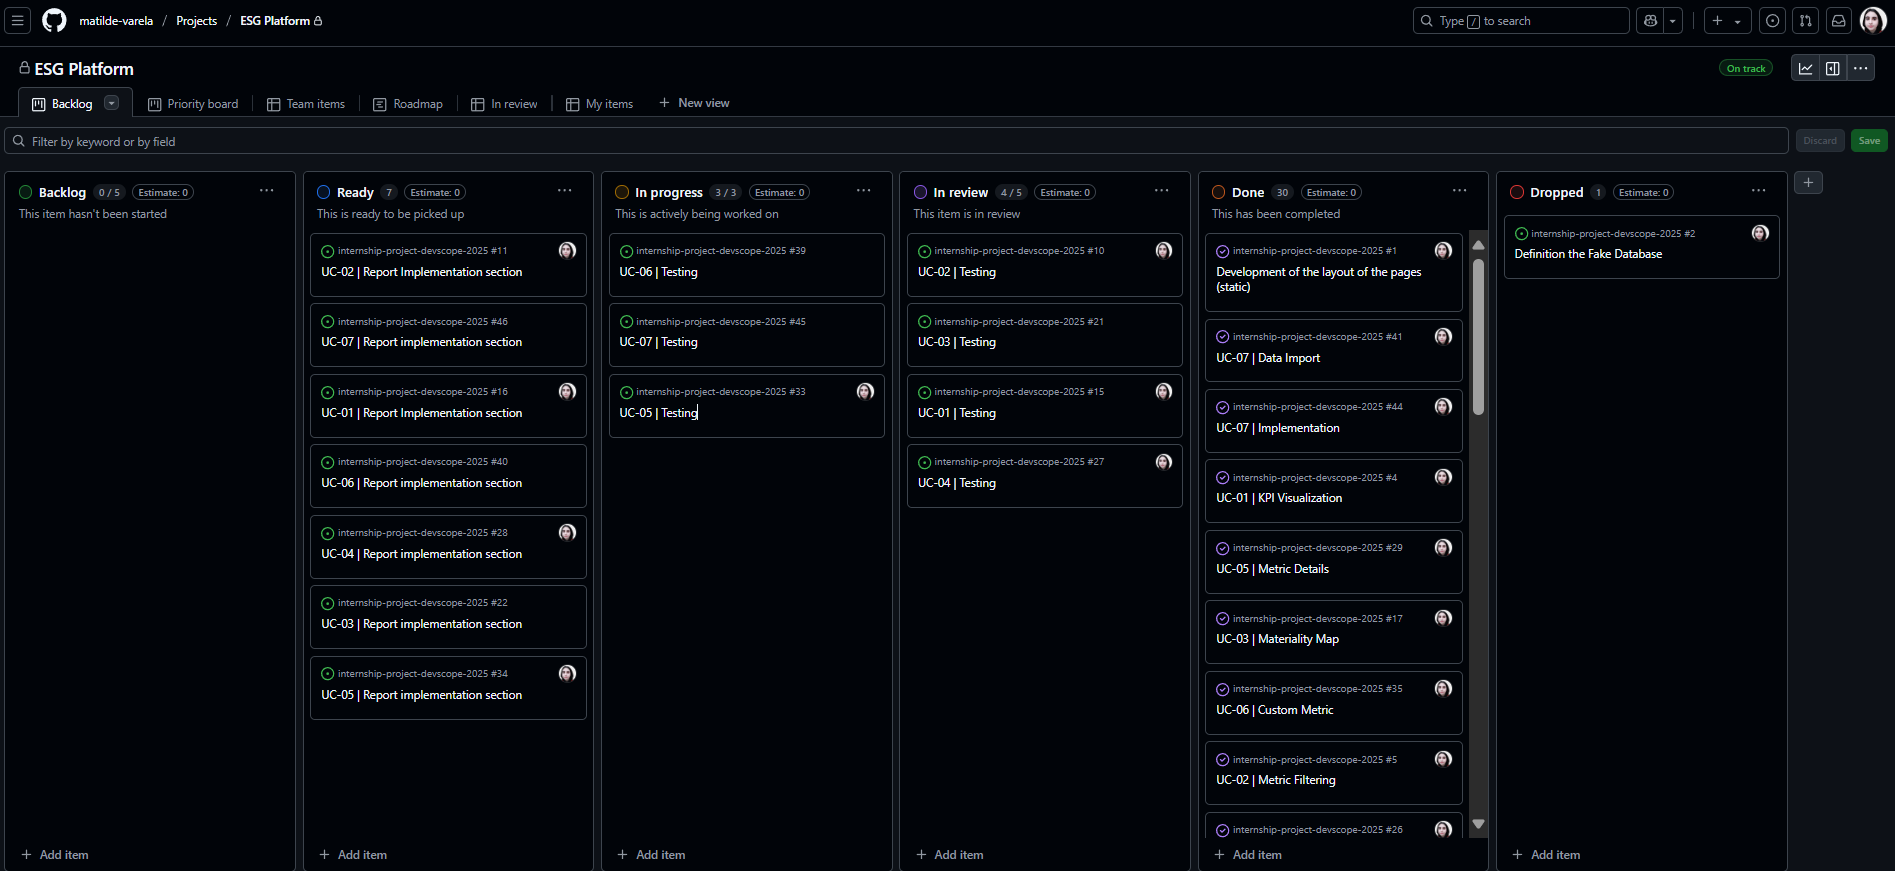 matilde-varela / Projects / ESG Platform
Type / to search
ESG Platform
On track
Backlog
Priority board
Team items
Roadmap
In review
My items
New view
Filter by keyword or by field
Discard
Save
Backlog 0 / 5 Estimate: 0
This item hasn't been started
Add item
Ready 7 Estimate: 0
This is ready to be picked up
internship-project-devscope-2025 #11
UC-02 | Report Implementation section
internship-project-devscope-2025 #46
UC-07 | Report implementation section
internship-project-devscope-2025 #16
UC-01 | Report Implementation section
internship-project-devscope-2025 #40
UC-06 | Report implementation section
internship-project-devscope-2025 #28
UC-04 | Report implementation section
internship-project-devscope-2025 #22
UC-03 | Report implementation section
internship-project-devscope-2025 #34
UC-05 | Report implementation section
Add item
In progress 3 / 3 Estimate: 0
This is actively being worked on
internship-project-devscope-2025 #39
UC-06 | Testing
internship-project-devscope-2025 #45
UC-07 | Testing
internship-project-devscope-2025 #33
UC-05 | Testing
Add item
In review 4 / 5 Estimate: 0
This item is in review
internship-project-devscope-2025 #10
UC-02 | Testing
internship-project-devscope-2025 #21
UC-03 | Testing
internship-project-devscope-2025 #15
UC-01 | Testing
internship-project-devscope-2025 #27
UC-04 | Testing
Add item
Done 30 Estimate: 0
This has been completed
internship-project-devscope-2025 #1
Development of the layout of the pages
(static)
internship-project-devscope-2025 #41
UC-07 | Data Import
internship-project-devscope-2025 #44
UC-07 | Implementation
internship-project-devscope-2025 #4
UC-01 | KPI Visualization
internship-project-devscope-2025 #29
UC-05 | Metric Details
internship-project-devscope-2025 #17
UC-03 | Materiality Map
internship-project-devscope-2025 #35
UC-06 | Custom Metric
internship-project-devscope-2025 #5
UC-02 | Metric Filtering
internship-project-devscope-2025 #26
Add item
Dropped 1 Estimate: 0
internship-project-devscope-2025 #2
Definition the Fake Database
Add item